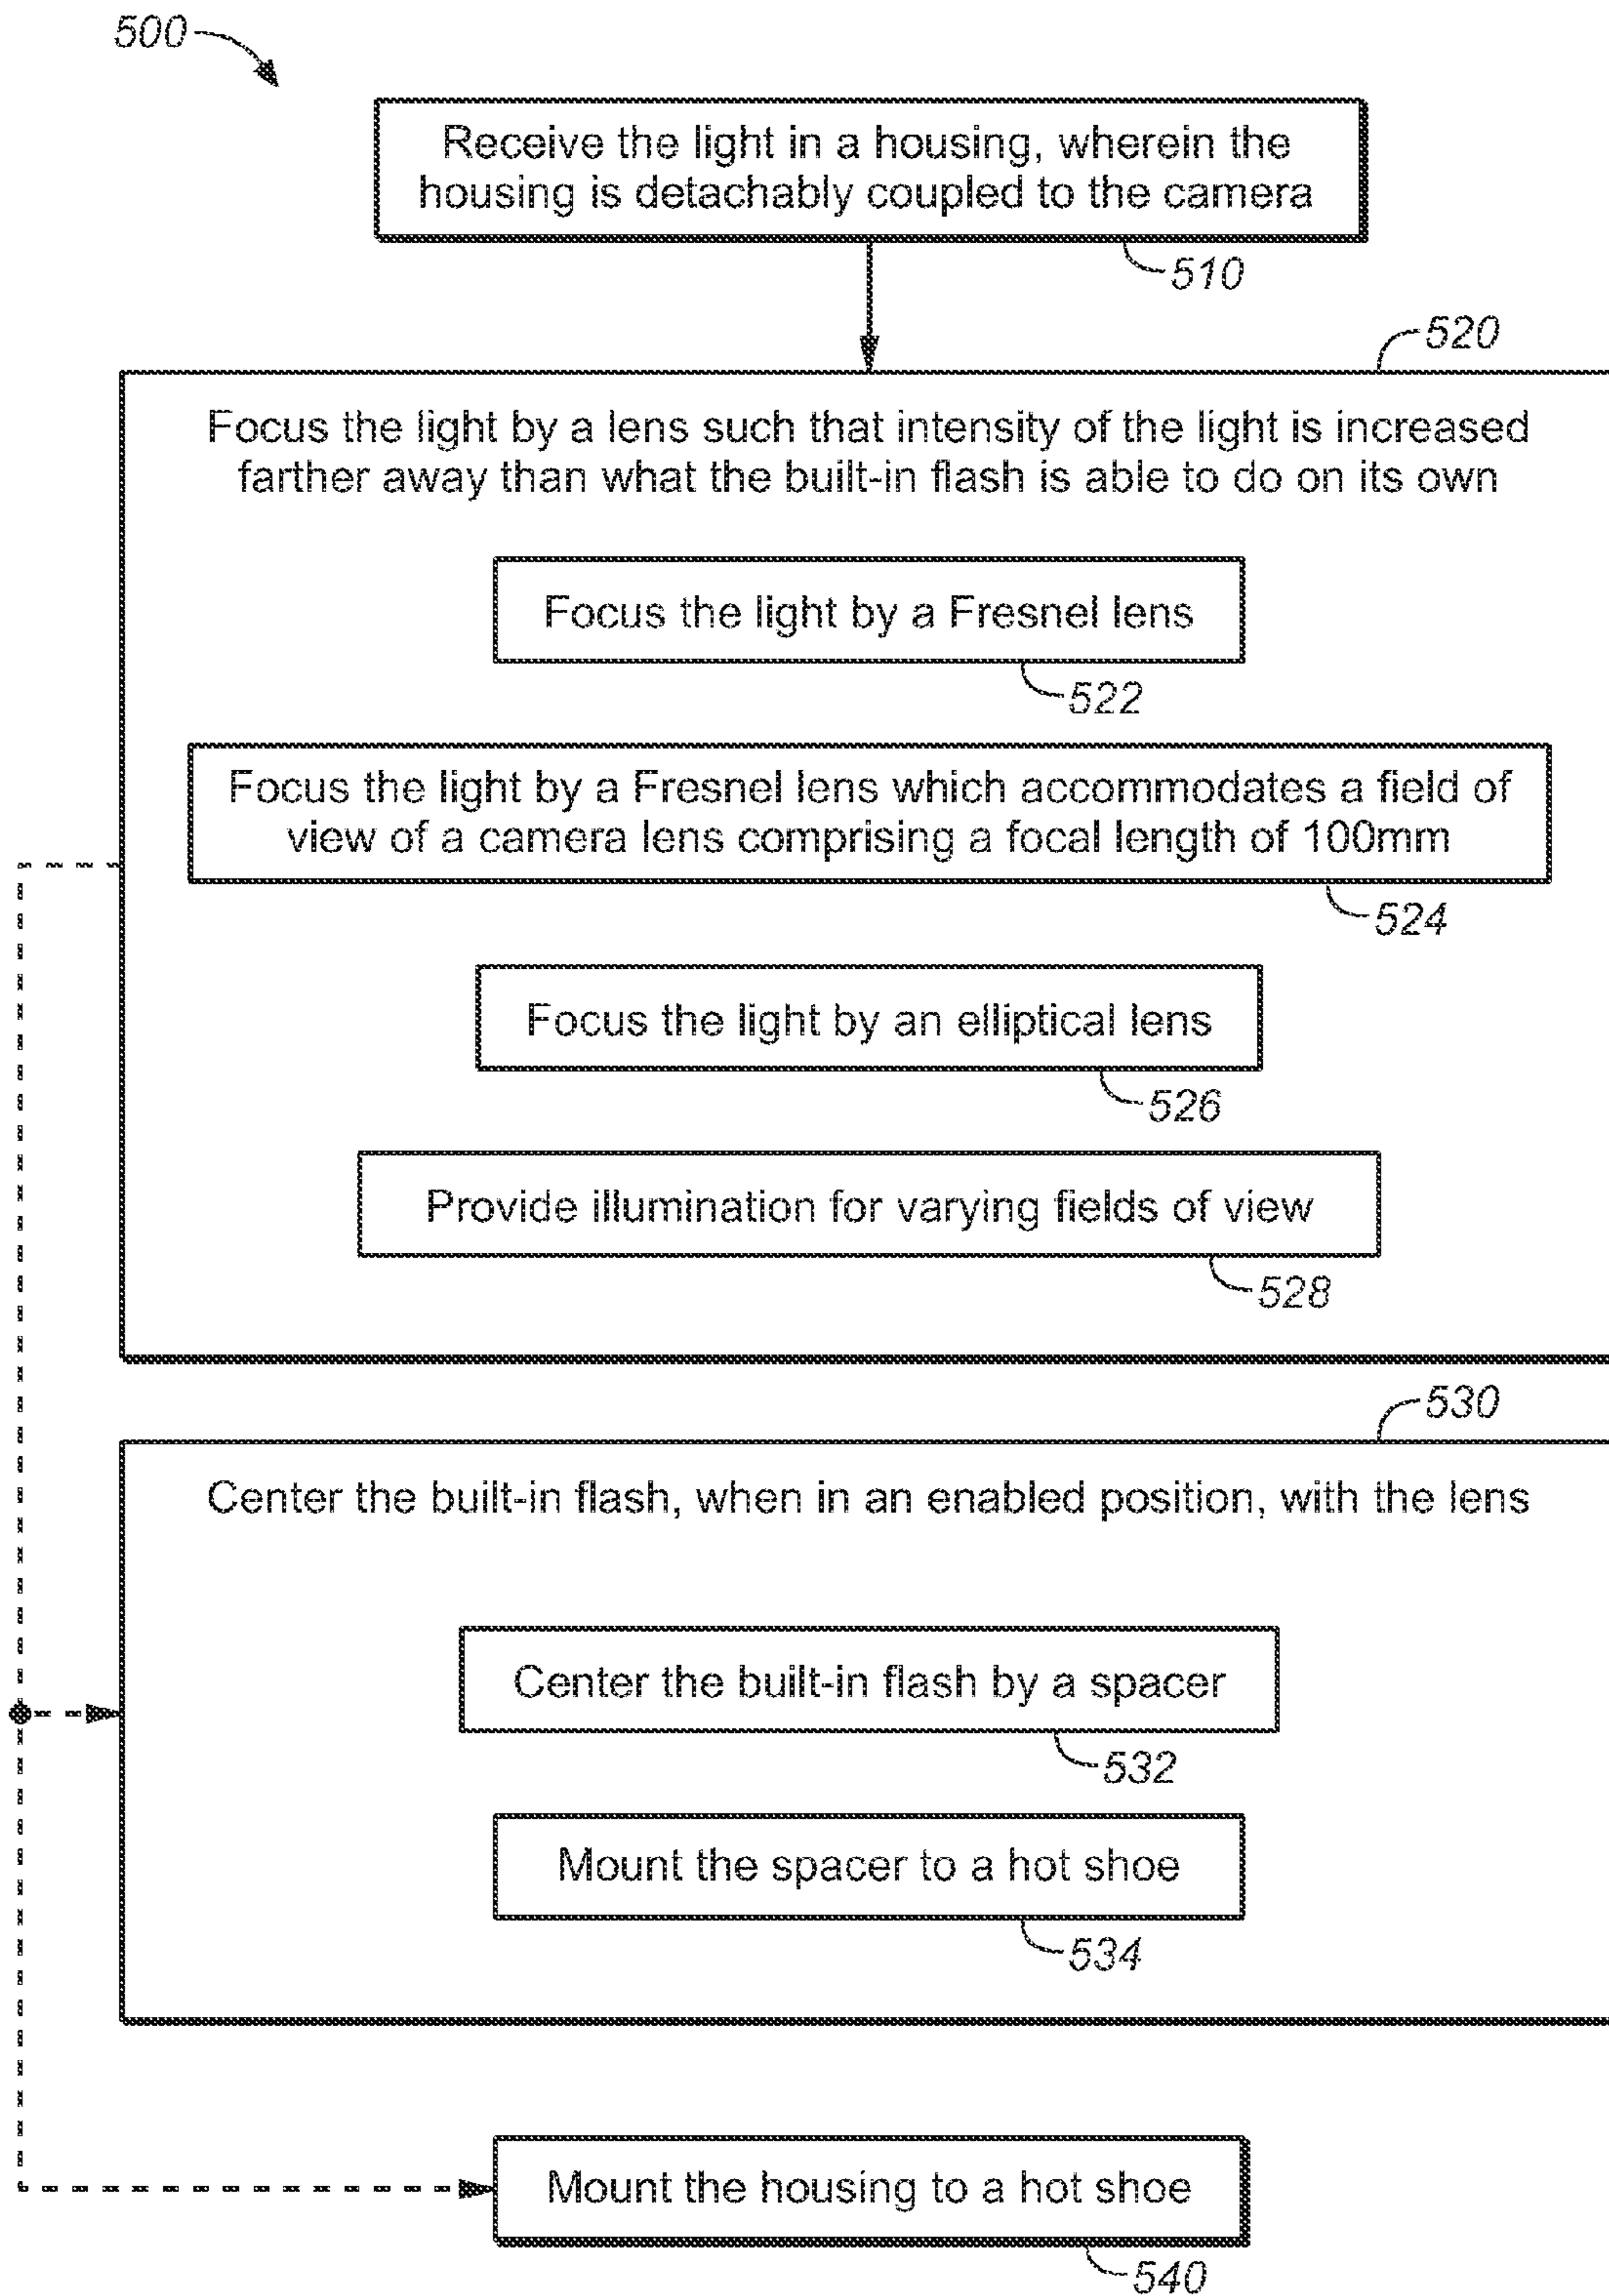 500
Receive the light in a housing, wherein the
housing is detachably coupled to the camera
510
520
Focus the light by a lens such that intensity of the light is increased
farther away than what the built-in flash is able to do on its own
Focus the light by a Fresnel lens
522
Focus the light by a Fresnel lens which accommodates a field of
view of a camera lens comprising a focal length of 100mm
524
Focus the light by an elliptical lens
526
Provide illumination for varying fields of view
528
530
Center the built-in flash, when in an enabled position, with the lens
Center the built-in flash by a spacer
532
Mount the spacer to a hot shoe
534
Mount the housing to a hot shoe
540